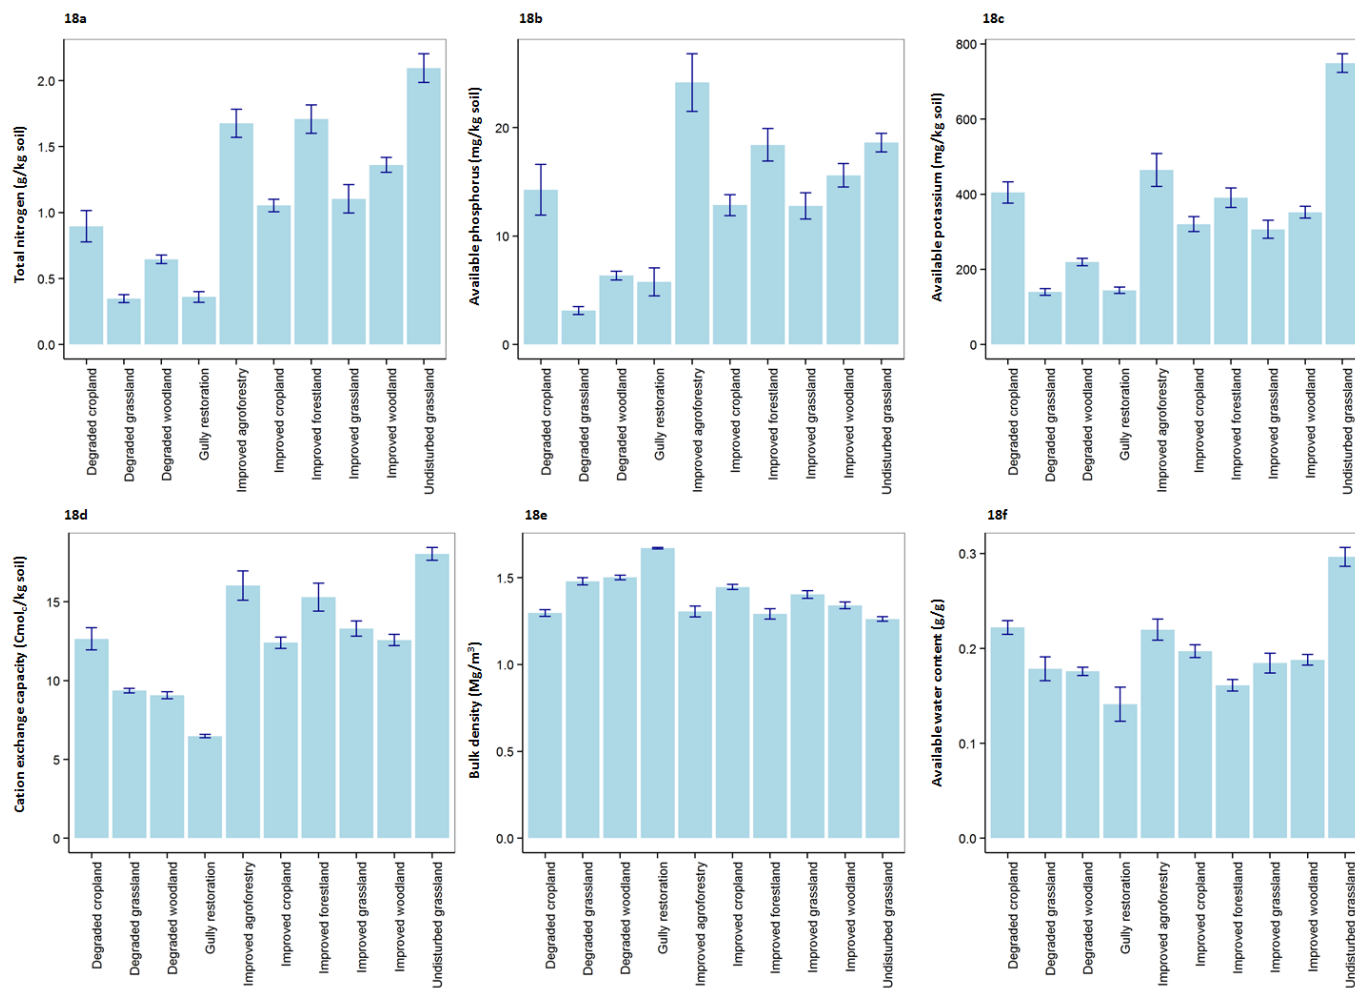 18a
Total nitrogen (g/kg soil)
2.0
1.5
1.0
0.5
0.0
Degraded cropland
Degraded grassland
Degraded woodland
Gully restoration
Improved agroforestry
Improved cropland
Improved forestland
Improved grassland
Improved woodland
Undisturbed grassland
18b
Available phosphorus (mg/kg soil)
20
10
0
Degraded cropland
Degraded grassland
Degraded woodland
Gully restoration
Improved agroforestry
Improved cropland
Improved forestland
Improved grassland
Improved woodland
Undisturbed grassland
18c
Available potassium (mg/kg soil)
800
600
400
200
0
Degraded cropland
Degraded grassland
Degraded woodland
Gully restoration
Improved agroforestry
Improved cropland
Improved forestland
Improved grassland
Improved woodland
Undisturbed grassland
18d
Cation exchange capacity (Cmolc/kg soil)
15
10
5
0
Degraded cropland
Degraded grassland
Degraded woodland
Gully restoration
Improved agroforestry
Improved cropland
Improved forestland
Improved grassland
Improved woodland
Undisturbed grassland
18e
Bulk density (Mg/m³)
1.5
1.0
0.5
0.0
Degraded cropland
Degraded grassland
Degraded woodland
Gully restoration
Improved agroforestry
Improved cropland
Improved forestland
Improved grassland
Improved woodland
Undisturbed grassland
18f
Available water content (g/g)
0.3
0.2
0.1
0.0
Degraded cropland
Degraded grassland
Degraded woodland
Gully restoration
Improved agroforestry
Improved cropland
Improved forestland
Improved grassland
Improved woodland
Undisturbed grassland